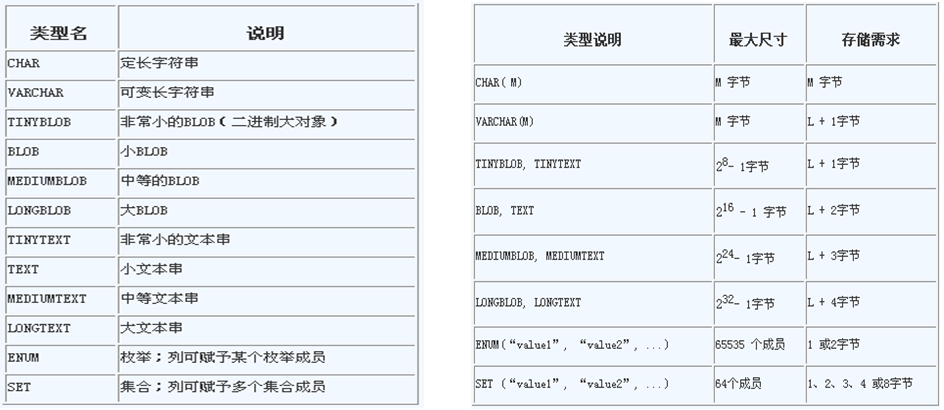 类型名 说明
CHAR 定长字符串
VARCHAR 可变长字符串
TINYBLOB 非常小的BLOB（二进制大对象）
BLOB 小BLOB
MEDIUMBLOB 中等的BLOB
LONGBLOB 大BLOB
TINYTEXT 非常小的文本串
TEXT 小文本串
MEDIUMTEXT 中等文本串
LONGTEXT 大文本串
ENUM 枚举；列可赋予某个枚举成员
SET 集合；列可赋予多个集合成员
类型说明 最大尺寸 存储需求
CHAR( M) M 字节 M 字节
VARCHAR(M) M 字节 L + 1字节
TINYBLOB, TINYTEXT 2⁸- 1字节 L + 1字节
BLOB, TEXT 2¹⁶ - 1 字节 L + 2字节
MEDIUMBLOB, MEDIUMTEXT 2²⁴- 1字节 L + 3字节
LONGBLOB, LONGTEXT 2³²- 1字节 L + 4字节
ENUM(“value1”, “value2”, ...) 65535 个成员 1 或2字节
SET (“value1”, “value2”, ...) 64个成员 1、2、3、4 或8字节